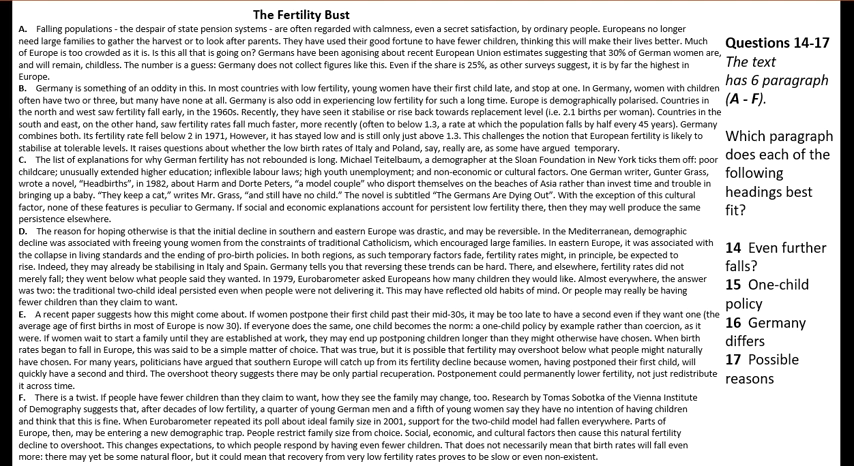 The Fertility Bust
A. Falling populations - the despair of state pension systems - are often regarded with calmness, even a secret satisfaction, by ordinary people. Europeans no longer
need large families to gather the harvest or to look after parents. They have used their good fortune to have fewer children, thinking this will make their lives better. Much
of Europe is too crowded as it is. Is this all that is going on? Germans have been agonising about recent European Union estimates suggesting that 30% of German women are,
and will remain, childless. The number is a guess: Germany does not collect figures like this. Even if the share is 25%, as other surveys suggest, it is by far the highest in
Europe.
B. Germany is something of an oddity in this. In most countries with low fertility, young women have their first child late, and stop at one. In Germany, women with children
often have two or three, but many have none at all. Germany is also odd in experiencing low fertility for such a long time. Europe is demographically polarised. Countries in
the north and west saw fertility fall early, in the 1960s. Recently, they have seen it stabilise or rise back towards replacement level (i.e. 2.1 births per woman). Countries in the
south and east, on the other hand, saw fertility rates fall much faster, more recently (often to below 1.3, a rate at which the population falls by half every 45 years). Germany
combines both. Its fertility rate fell below 2 in 1971, However, it has stayed low and is still only just above 1.3. This challenges the notion that European fertility is likely to
stabilise at tolerable levels. It raises questions about whether the low birth rates of Italy and Poland, say, really are, as some have argued temporary.
C. The list of explanations for why German fertility has not rebounded is long. Michael Teitelbaum, a demographer at the Sloan Foundation in New York ticks them off: poor
childcare; unusually extended higher education; inflexible labour laws; high youth unemployment; and non-economic or cultural factors. One German writer, Gunter Grass,
wrote a novel, "Headbirths", in 1982, about Harm and Dorte Peters, "a model couple" who disport themselves on the beaches of Asia rather than invest time and trouble in
bringing up a baby. "They keep a cat," writes Mr. Grass, "and still have no child." The novel is subtitled "The Germans Are Dying Out". With the exception of this cultural
factor, none of these features is peculiar to Germany. If social and economic explanations account for persistent low fertility there, then they may well produce the same
persistence elsewhere.
D. The reason for hoping otherwise is that the initial decline in southern and eastern Europe was drastic, and may be reversible. In the Mediterranean, demographic
decline was associated with freeing young women from the constraints of traditional Catholicism, which encouraged large families. In eastern Europe, it was associated with
the collapse in living standards and the ending of pro-birth policies. In both regions, as such temporary factors fade, fertility rates might, in principle, be expected to
rise. Indeed, they may already be stabilising in Italy and Spain. Germany tells you that reversing these trends can be hard. There, and elsewhere, fertility rates did not
merely fall; they went below what people said they wanted. In 1979, Eurobarometer asked Europeans how many children they would like. Almost everywhere, the answer
was two: the traditional two-child ideal persisted even when people were not delivering it. This may have reflected old habits of mind. Or people may really be having
fewer children than they claim to want.
E. A recent paper suggests how this might come about. If women postpone their first child past their mid-30s, it may be too late to have a second even if they want one (the
average age of first births in most of Europe is now 30). If everyone does the same, one child becomes the norm: a one-child policy by example rather than coercion, as it
were. If women wait to start a family until they are established at work, they may end up postponing children longer than they might otherwise have chosen. When birth
rates began to fall in Europe, this was said to be a simple matter of choice. That was true, but it is possible that fertility may overshoot below what people might naturally
have chosen. For many years, politicians have argued that southern Europe will catch up from its fertility decline because women, having postponed their first child, will
quickly have a second and third. The overshoot theory suggests there may be only partial recuperation. Postponement could permanently lower fertility, not just redistribute
it across time.
F. There is a twist. If people have fewer children than they claim to want, how they see the family may change, too. Research by Tomas Sobotka of the Vienna Institute
of Demography suggests that, after decades of low fertility, a quarter of young German men and a fifth of young women say they have no intention of having children
and think that this is fine. When Eurobarometer repeated its poll about ideal family size in 2001, support for the two-child model had fallen everywhere. Parts of
Europe, then, may be entering a new demographic trap. People restrict family size from choice. Social, economic, and cultural factors then cause this natural fertility
decline to overshoot. This changes expectations, to which people respond by having even fewer children. That does not necessarily mean that birth rates will fall even
more: there may yet be some natural floor, but it could mean that recovery from very low fertility rates proves to be slow or even non-existent.
Questions 14-17
The text
has 6 paragraph
(A - F).
Which paragraph
does each of the
following
headings best
fit?
14 Even further
falls?
15 One-child
policy
16 Germany
differs
17 Possible
reasons